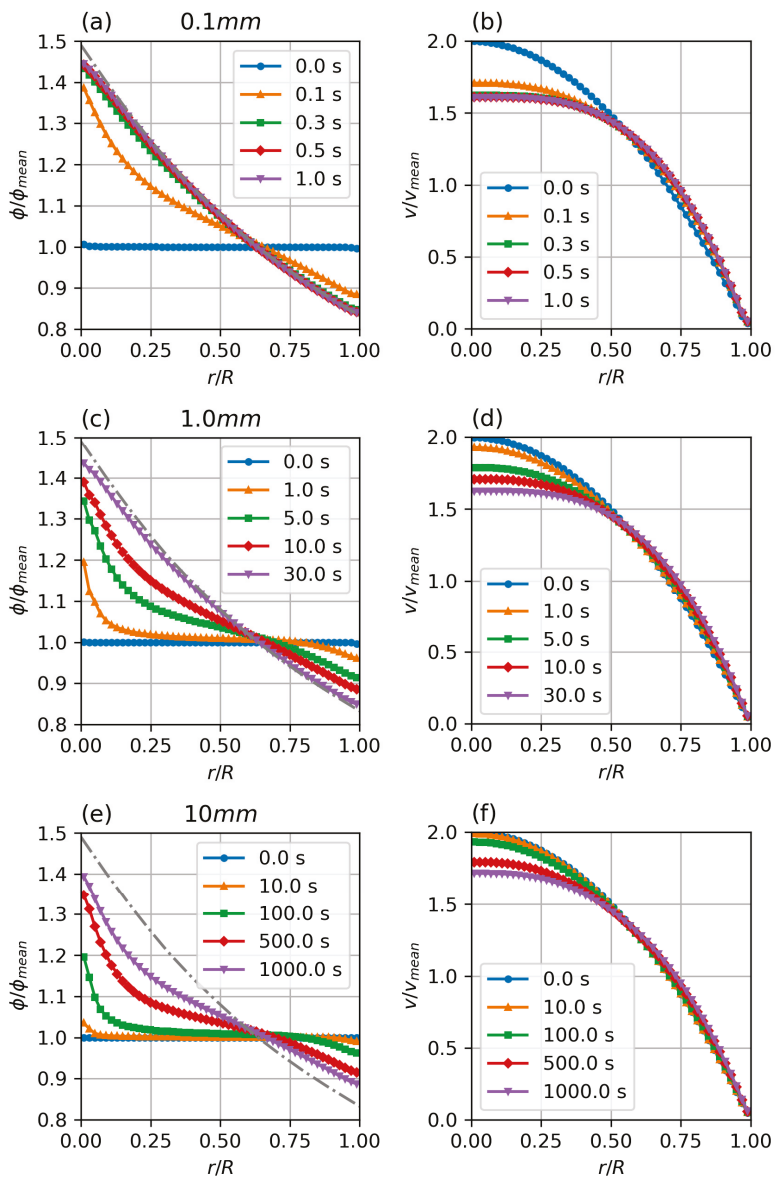 (a) 0.1mm
1.5
1.4
1.3
1.2
1.1
1.0
0.9
0.8
ϕ/ϕmean
0.0 s
0.1 s
0.3 s
0.5 s
1.0 s
0.00 0.25 0.50 0.75 1.00
r/R
(b)
2.0
1.5
1.0
0.5
0.0
v/vmean
0.0 s
0.1 s
0.3 s
0.5 s
1.0 s
0.00 0.25 0.50 0.75 1.00
r/R
(c) 1.0mm
1.5
1.4
1.3
1.2
1.1
1.0
0.9
0.8
ϕ/ϕmean
0.0 s
1.0 s
5.0 s
10.0 s
30.0 s
0.00 0.25 0.50 0.75 1.00
r/R
(d)
2.0
1.5
1.0
0.5
0.0
v/vmean
0.0 s
1.0 s
5.0 s
10.0 s
30.0 s
0.00 0.25 0.50 0.75 1.00
r/R
(e) 10mm
1.5
1.4
1.3
1.2
1.1
1.0
0.9
0.8
ϕ/ϕmean
0.0 s
10.0 s
100.0 s
500.0 s
1000.0 s
0.00 0.25 0.50 0.75 1.00
r/R
(f)
2.0
1.5
1.0
0.5
0.0
v/vmean
0.0 s
10.0 s
100.0 s
500.0 s
1000.0 s
0.00 0.25 0.50 0.75 1.00
r/R